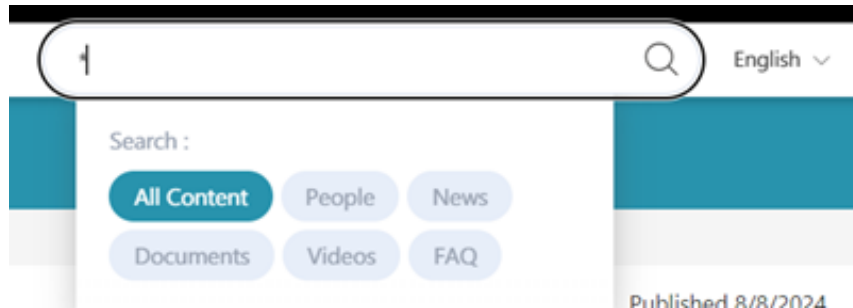 *
English
Search :
All Content People News
Documents Videos FAQ
Published 8/8/2024